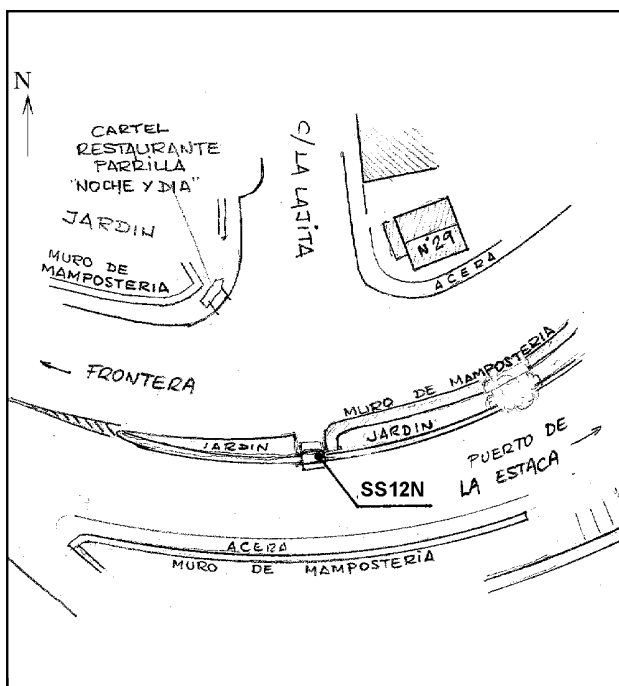 N
CARTEL
RESTAURANTE
PARRILLA
"NOCHE Y DIA"
C/ LA LAJITA
JARDIN
MURO DE
MAMPOSTERIA
Nº29
ACERA
FRONTERA
MURO DE MAMPOSTERIA
JARDIN
JARDIN
PUERTO DE
LA ESTACA
SS12N
ACERA
MURO DE MAMPOSTERIA